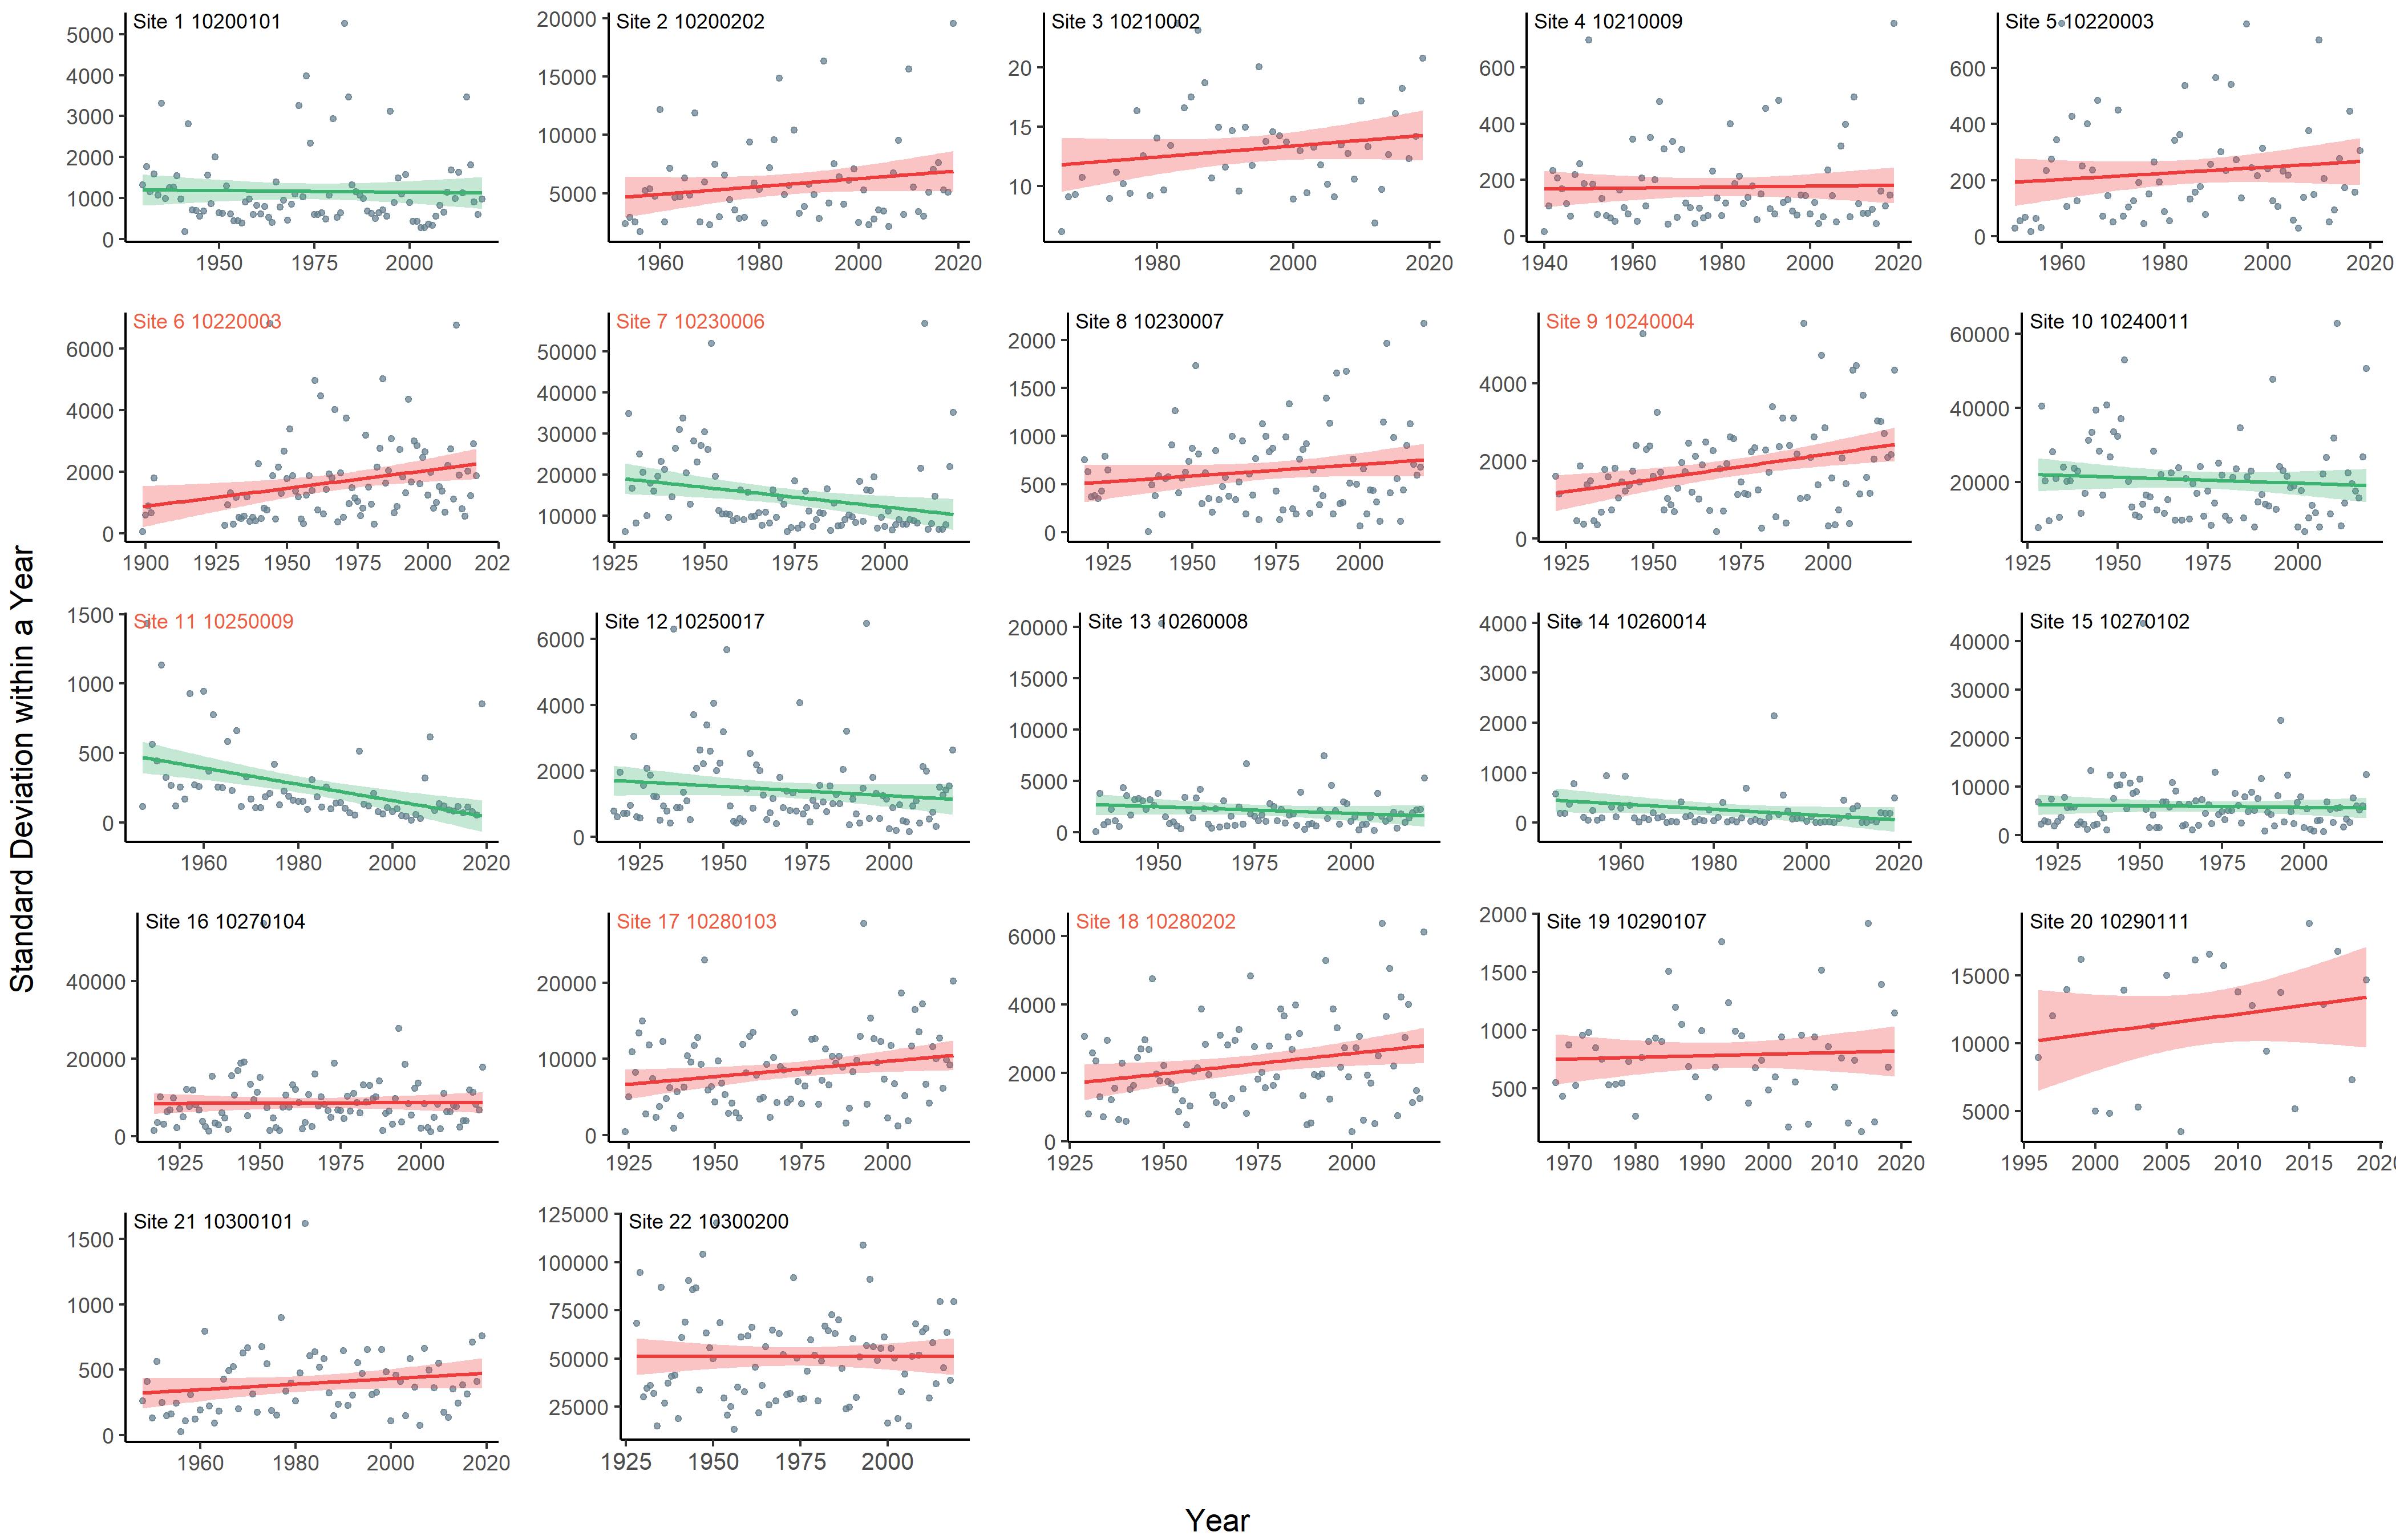 Standard Deviation within a Year
Site 1 10200101
5000
4000
3000
2000
1000
0
1950 1975 2000
Site 2 10200202
20000
15000
10000
5000
1960 1980 2000 2020
Site 3 10210002
20
15
10
1980 2000 2020
Site 4 10210009
600
400
200
0
1940 1960 1980 2000 2020
Site 5 10220003
600
400
200
0
1960 1980 2000 2020
Site 6 10220003
6000
4000
2000
0
1900 1925 1950 1975 2000 202
Site 7 10230006
50000
40000
30000
20000
10000
1925 1950 1975 2000
Site 8 10230007
2000
1500
1000
500
0
1925 1950 1975 2000
Site 9 10240004
4000
2000
0
1925 1950 1975 2000
Site 10 10240011
60000
40000
20000
0
1925 1950 1975 2000
Site 11 10250009
1500
1000
500
0
1960 1980 2000 2020
Site 12 10250017
6000
4000
2000
0
1925 1950 1975 2000
Site 13 10260008
20000
15000
10000
5000
0
1950 1975 2000
Site 14 10260014
4000
3000
2000
1000
0
1960 1980 2000 2020
Site 15 10270102
40000
30000
20000
10000
0
1925 1950 1975 2000
Site 16 10270104
40000
20000
0
1925 1950 1975 2000
Site 17 10280103
20000
10000
0
1925 1950 1975 2000
Site 18 10280202
6000
4000
2000
0
1925 1950 1975 2000
Site 19 10290107
2000
1500
1000
500
1970 1980 1990 2000 2010 2020
Site 20 10290111
15000
10000
5000
1995 2000 2005 2010 2015 2020
Site 21 10300101
1500
1000
500
0
1960 1980 2000 2020
Site 22 10300200
125000
100000
75000
50000
25000
1925 1950 1975 2000
Year